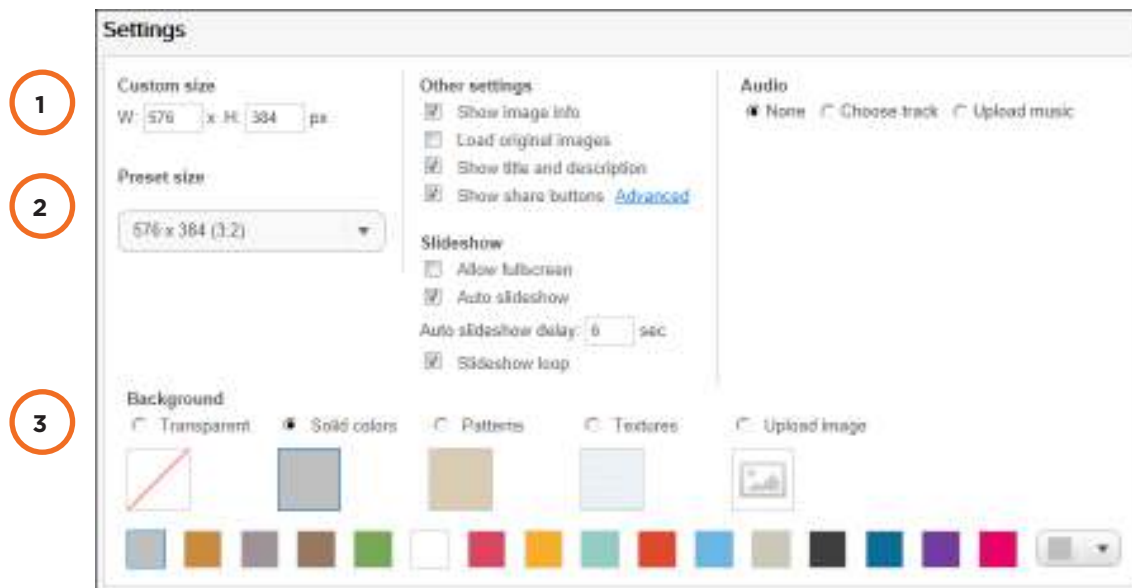 Settings
1
Custom size
W: 576 x H: 384 px
2
Preset size
576 x 384 (3:2)
Other settings
Show image info
Load original images
Show title and description
Show share buttons Advanced
Slideshow
Allow fullscreen
Auto slideshow
Auto slideshow delay: 6 sec
Slideshow loop
Audio
None Choose track Upload music
3
Background
Transparent Solid colors Patterns Textures Upload image